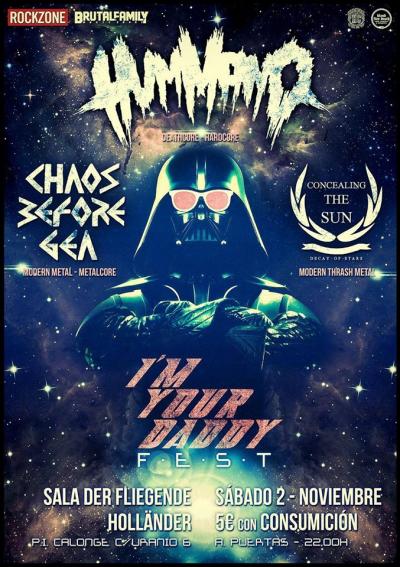 ROCKZONE BRUTALFAMILY
HUMMANO
DEATHCORE - HARDCORE
CHAOS
BEFORE
GEA
MODERN METAL - METALCORE
CONCEALING
THE
SUN
DECAY · OF · STARS
MODERN THRASH METAL
I'M
YOUR
DADDY
FEST
SALA DER FLIEGENDE
HOLLÄNDER
P.I. CALONGE C/URANIO 6
SÁBADO 2 - NOVIEMBRE
5€ CON CONSUMICIÓN
A. PUERTAS - 22,00H.